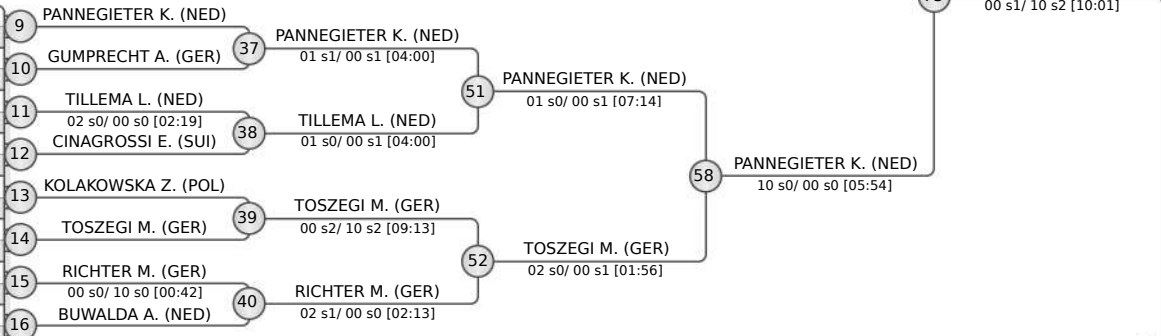 00 s1/ 10 s2 [10:01]
9
PANNEGIETER K. (NED)
10
GUMPRECHT A. (GER)
37
PANNEGIETER K. (NED)
01 s1/ 00 s1 [04:00]
11
TILLEMA L. (NED)
02 s0/ 00 s0 [02:19]
12
CINAGROSSI E. (SUI)
38
TILLEMA L. (NED)
01 s0/ 00 s1 [04:00]
51
PANNEGIETER K. (NED)
01 s0/ 00 s1 [07:14]
13
KOLAKOWSKA Z. (POL)
14
TOSZEGI M. (GER)
39
TOSZEGI M. (GER)
00 s2/ 10 s2 [09:13]
15
RICHTER M. (GER)
00 s0/ 10 s0 [00:42]
16
BUWALDA A. (NED)
40
RICHTER M. (GER)
02 s1/ 00 s0 [02:13]
52
TOSZEGI M. (GER)
02 s0/ 00 s1 [01:56]
58
PANNEGIETER K. (NED)
10 s0/ 00 s0 [05:54]